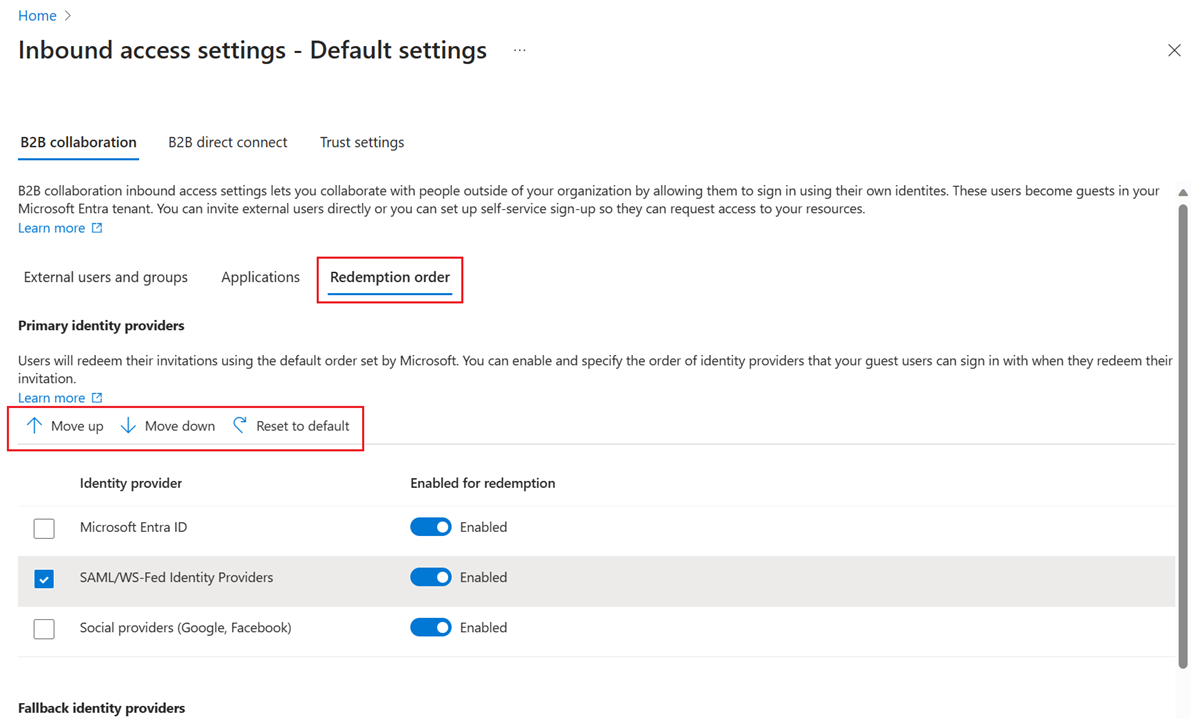 Home
Inbound access settings - Default settings
B2B collaboration
B2B direct connect
Trust settings
B2B collaboration inbound access settings lets you collaborate with people outside of your organization by allowing them to sign in using their own identites. These users become guests in your
Microsoft Entra tenant. You can invite external users directly or you can set up self-service sign-up so they can request access to your resources.
Learn more
External users and groups
Applications
Redemption order
Primary identity providers
Users will redeem their invitations using the default order set by Microsoft. You can enable and specify the order of identity providers that your guest users can sign in with when they redeem their
invitation.
Learn more
Move up
Move down
Reset to default
Identity provider
Enabled for redemption
Microsoft Entra ID
Enabled
SAML/WS-Fed Identity Providers
Enabled
Social providers (Google, Facebook)
Enabled
Fallback identity providers